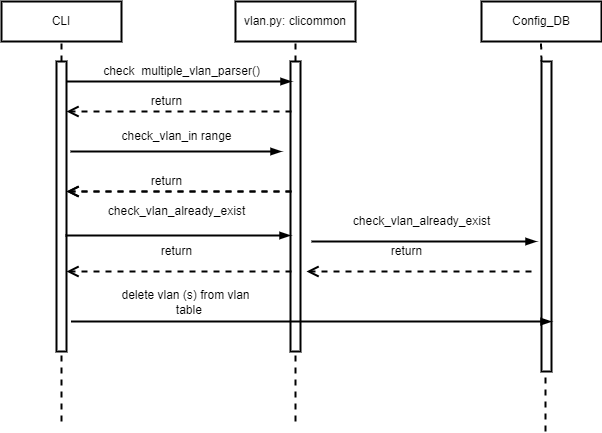 CLI
vlan.py: clicommon
Config_DB
check  multiple_vlan_parser()
return
check_vlan_in range
return
check_vlan_already_exist
check_vlan_already_exist
return
return
delete vlan (s) from vlan
table